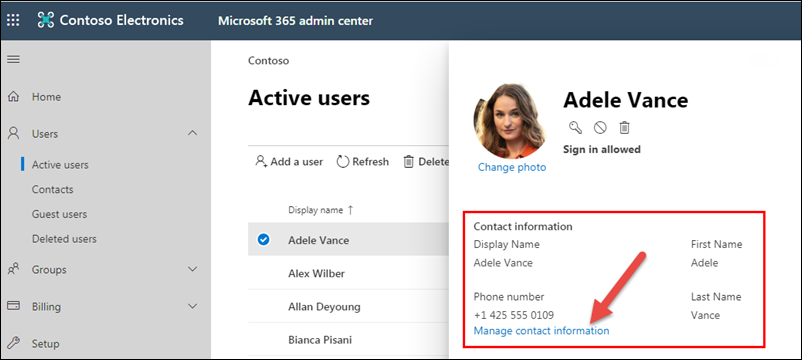 Contoso Electronics
Microsoft 365 admin center
Home
Users
Active users
Contacts
Guest users
Deleted users
Groups
Billing
Setup
Contoso
Active users
Add a user
Refresh
Delete
Display name ↑
Adele Vance
Alex Wilber
Allan Deyoung
Bianca Pisani
Change photo
Adele Vance
Sign in allowed
Contact information
Display Name
First Name
Adele Vance
Adele
Phone number
Last Name
+1 425 555 0109
Vance
Manage contact information